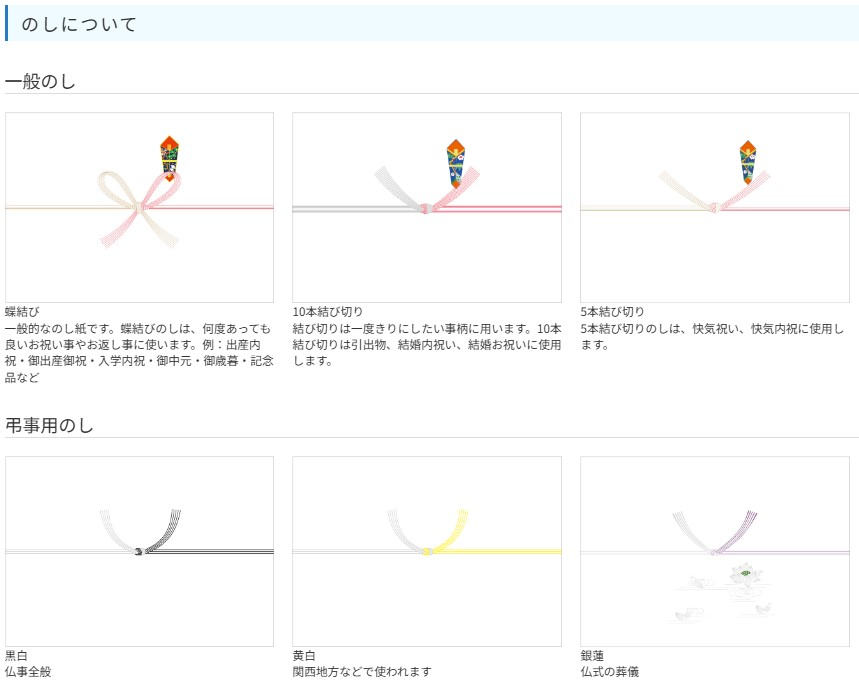 のしについて
一般のし
蝶結び
一般的なのし紙です。蝶結びのしは、何度あっても
良いお祝い事やお返し事に使います。例：出産内
祝・御出産御祝・入学内祝・御中元・御歳暮・記念
品など
10本結び切り
結び切りは一度きりにしたい事柄に用います。10本
結び切りは引出物、結婚内祝い、結婚お祝いに使用
します。
5本結び切り
5本結び切りのしは、快気祝い、快気内祝に使用し
ます。
弔事用のし
黒白
仏事全般
黄白
関西地方などで使われます
銀蓮
仏式の葬儀